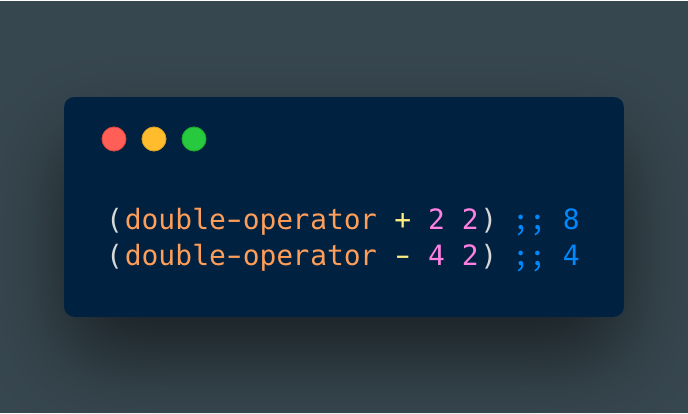 (double-operator + 2 2) ;; 8
(double-operator - 4 2) ;; 4